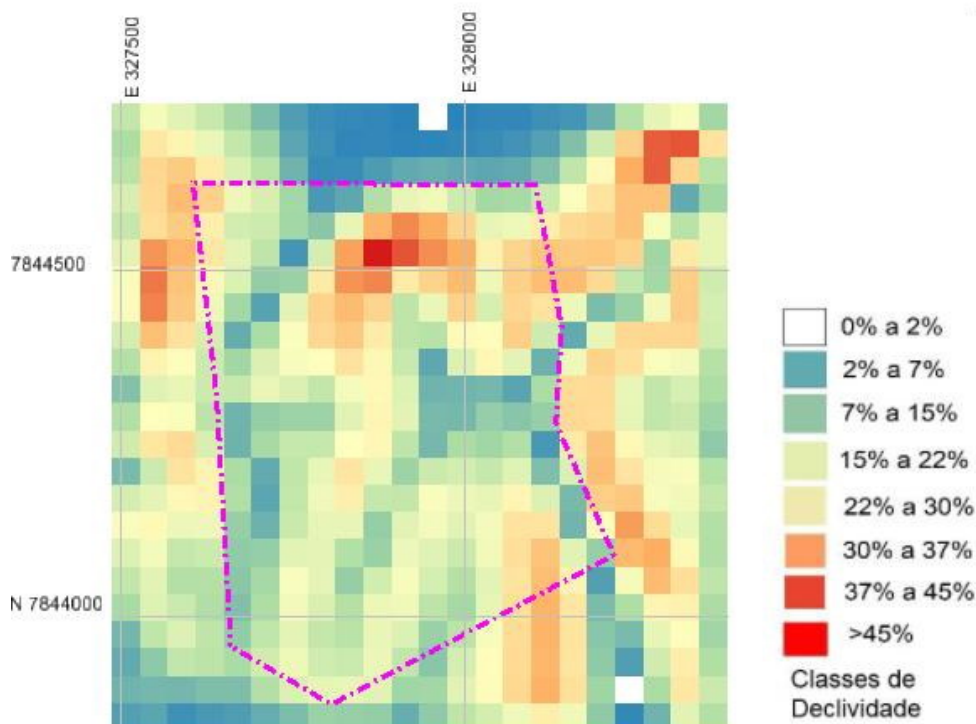 E 327500
E 328000
7844500
N 7844000
0% a 2%
2% a 7%
7% a 15%
15% a 22%
22% a 30%
30% a 37%
37% a 45%
>45%
Classes de
Declividade